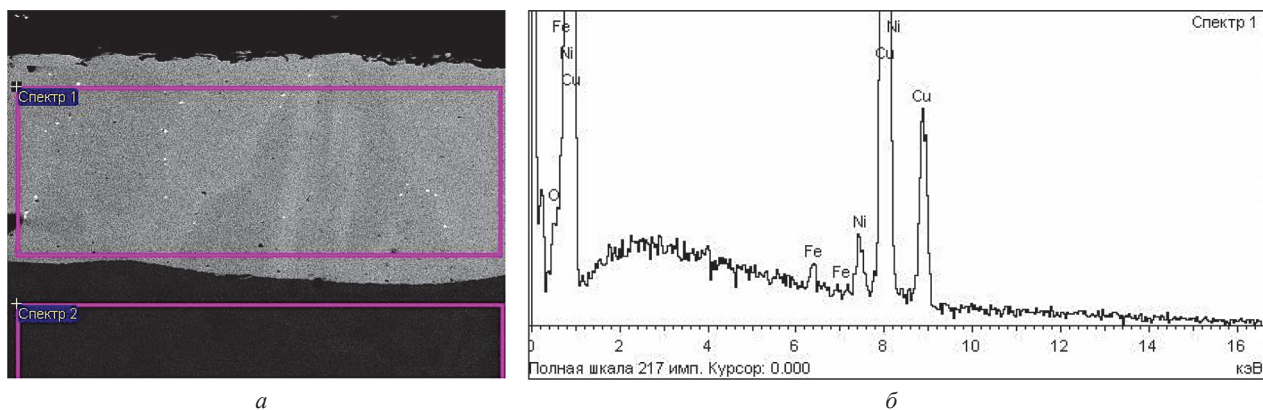 Спектр 1
Спектр 2
а
Спектр 1
Fe
Ni
Ni
Cu
Cu
Cu
O
Ni
Fe
Fe
0 2 4 6 8 10 12 14 16
Полная шкала 217 имп. Курсор: 0.000 кэВ
б